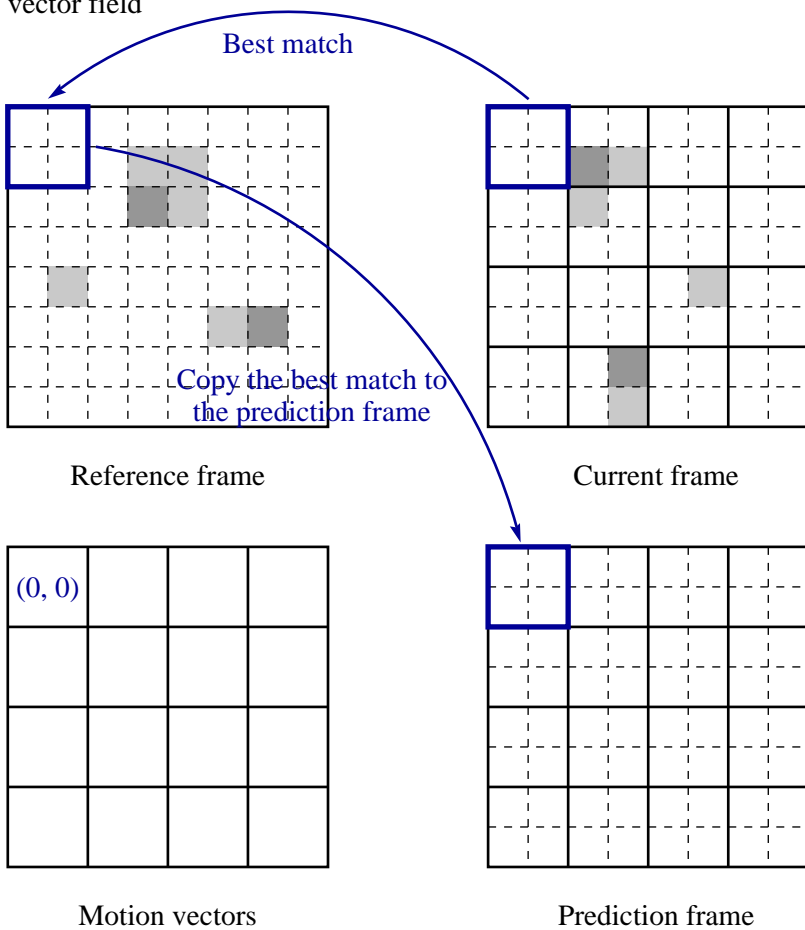 vector field
Best match
Copy the best match to
the prediction frame
Reference frame
Current frame
(0, 0)
Motion vectors
Prediction frame